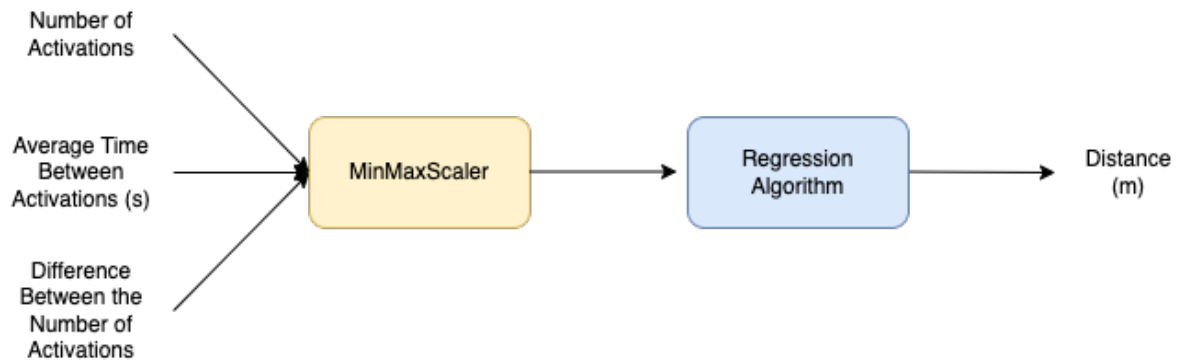 Number of
Activations
Average Time
Between
Activations (s)
Difference
Between the
Number of
Activations
MinMaxScaler
Regression
Algorithm
Distance
(m)